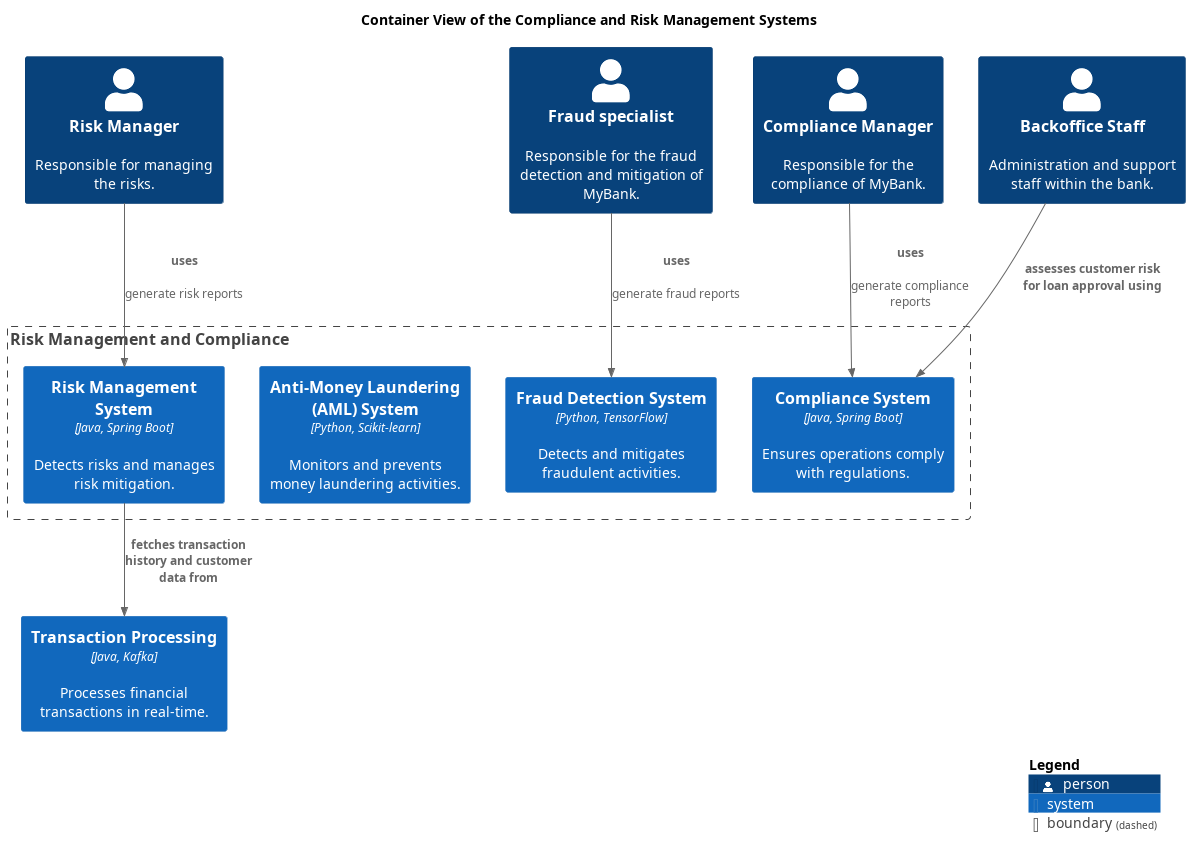 Container View of the Compliance and Risk Management Systems
Risk Manager
Responsible for managing
the risks.
Fraud specialist
Responsible for the fraud
detection and mitigation of
MyBank.
Compliance Manager
Responsible for the
compliance of MyBank.
Backoffice Staff
Administration and support
staff within the bank.
uses
generate risk reports
uses
generate fraud reports
uses
generate compliance
reports
assesses customer risk
for loan approval using
Risk Management and Compliance
Risk Management
System
[Java, Spring Boot]
Detects risks and manages
risk mitigation.
Anti-Money Laundering
(AML) System
[Python, Scikit-learn]
Monitors and prevents
money laundering activities.
Fraud Detection System
[Python, TensorFlow]
Detects and mitigates
fraudulent activities.
Compliance System
[Java, Spring Boot]
Ensures operations comply
with regulations.
fetches transaction
history and customer
data from
Transaction Processing
[Java, Kafka]
Processes financial
transactions in real-time.
Legend
person
system
boundary (dashed)